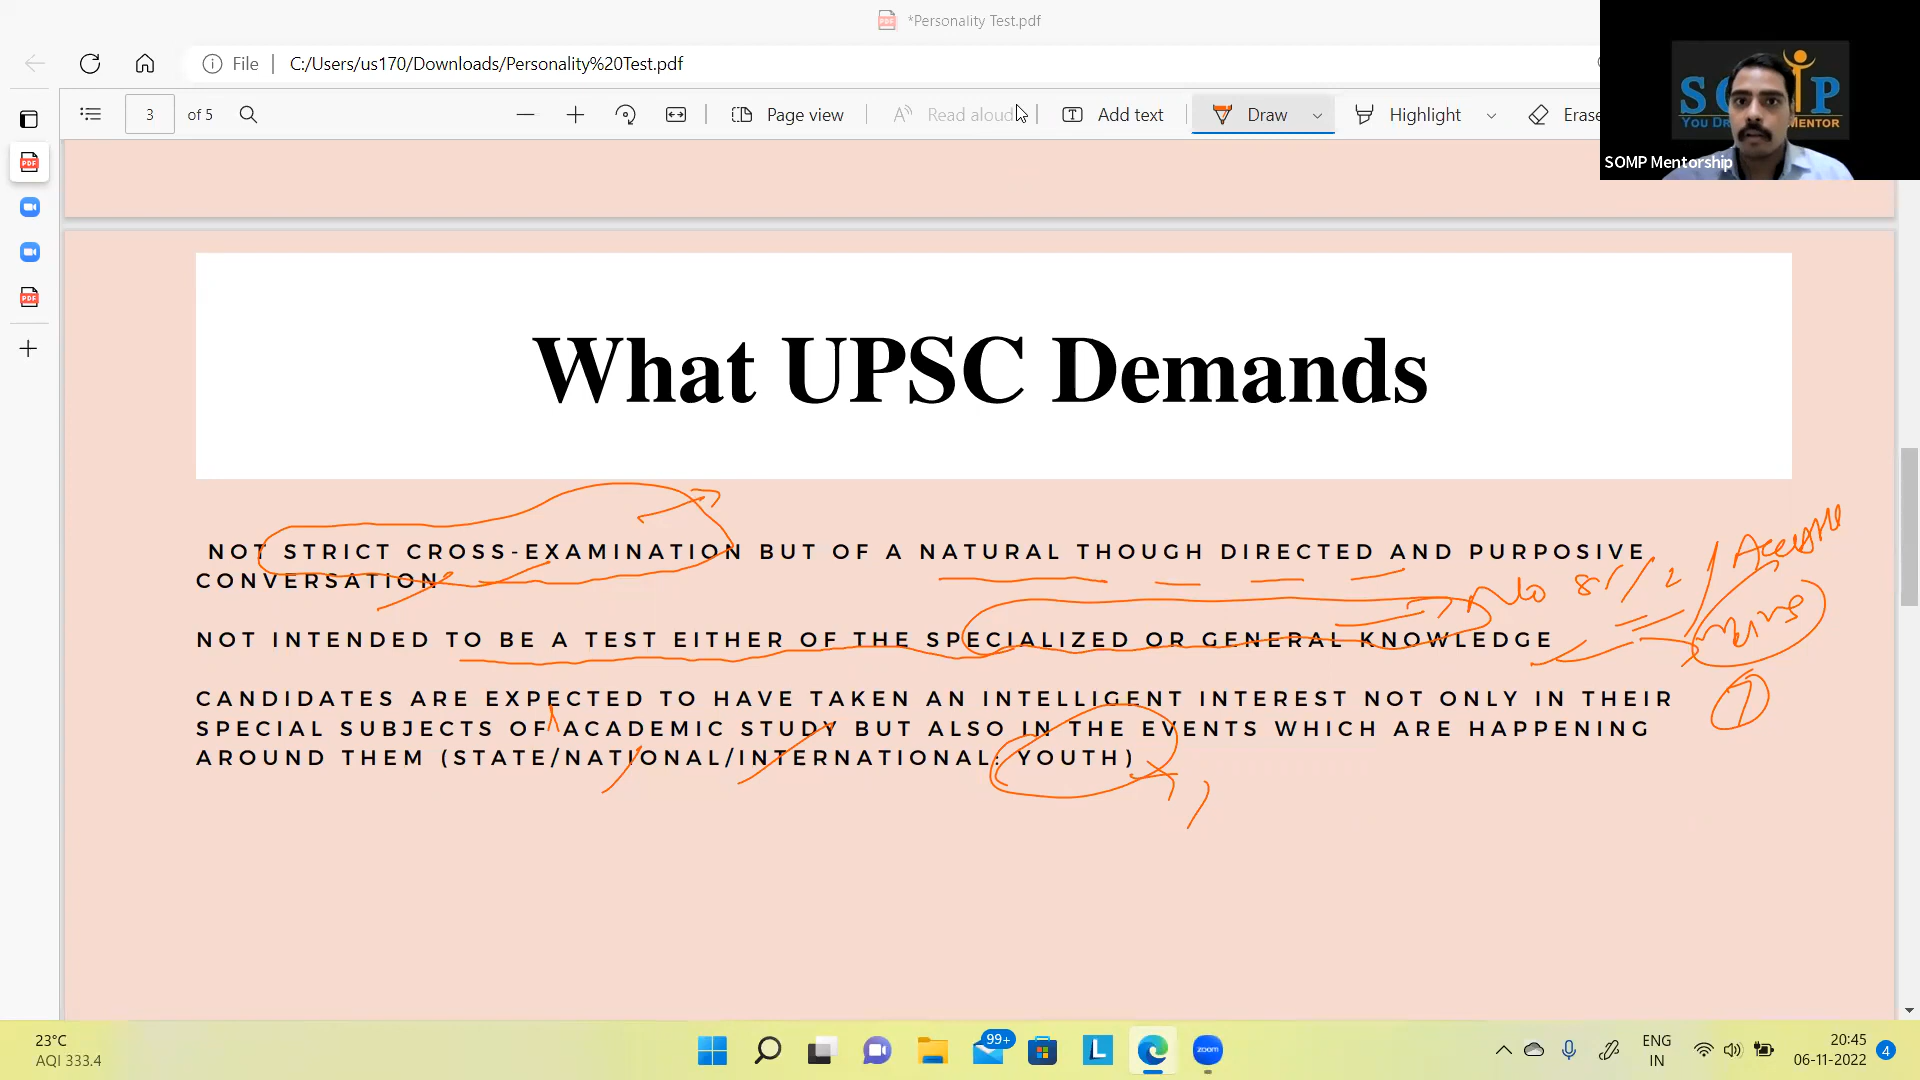 *Personality Test.pdf
File
C:/Users/us170/Downloads/Personality%20Test.pdf
3 of 5
Page view
Read aloud
Add text
Draw
Highlight
Erase
YOU DR MENTOR
SOMP Mentorship
What UPSC Demands
NOT STRICT CROSS-EXAMINATION BUT OF A NATURAL THOUGH DIRECTED AND PURPOSIVE
CONVERSATION
NOT INTENDED TO BE A TEST EITHER OF THE SPECIALIZED OR GENERAL KNOWLEDGE
CANDIDATES ARE EXPECTED TO HAVE TAKEN AN INTELLIGENT INTEREST NOT ONLY IN THEIR
SPECIAL SUBJECTS OF ACADEMIC STUDY BUT ALSO IN THE EVENTS WHICH ARE HAPPENING
AROUND THEM (STATE/NATIONAL/INTERNATIONAL: YOUTH)
23°C
AQI 333.4
99+
L
zoom
ENG
IN
20:45
06-11-2022
4